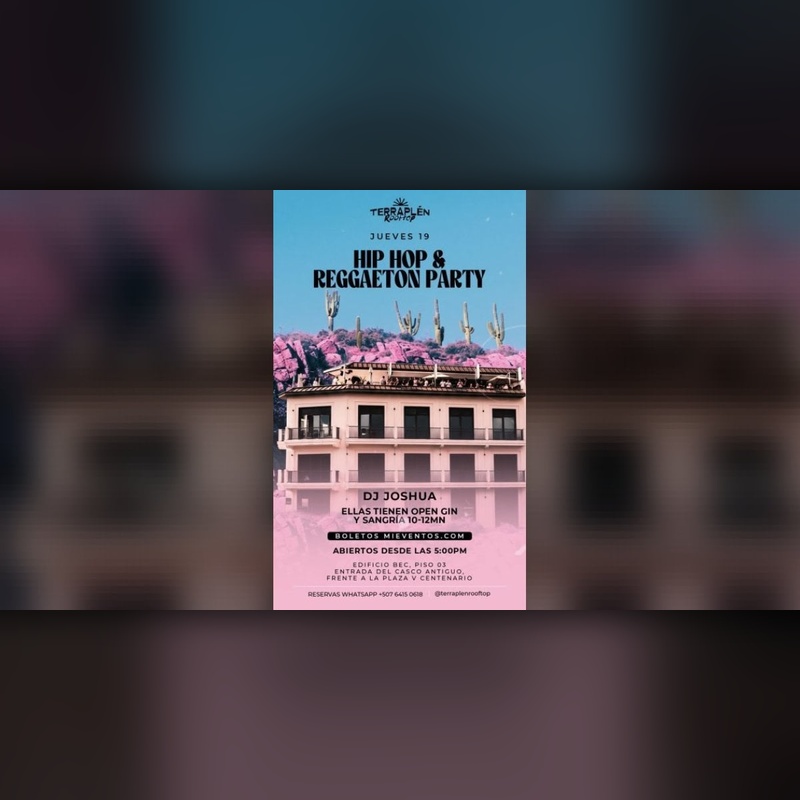 TERRAPLÉN
ROOFTOP
JUEVES 19
HIP HOP &
REGGAETON PARTY
DJ JOSHUA
ELLAS TIENEN OPEN GIN
Y SANGRÍA 10-12MN
BOLETOS MIEVENTOS.COM
ABIERTOS DESDE LAS 5:00PM
EDIFICIO BEC, PISO 03
ENTRADA DEL CASCO ANTIGUO,
FRENTE A LA PLAZA V CENTENARIO
RESERVAS WHATSAPP +507 6415 0618 @terraplenrooftop